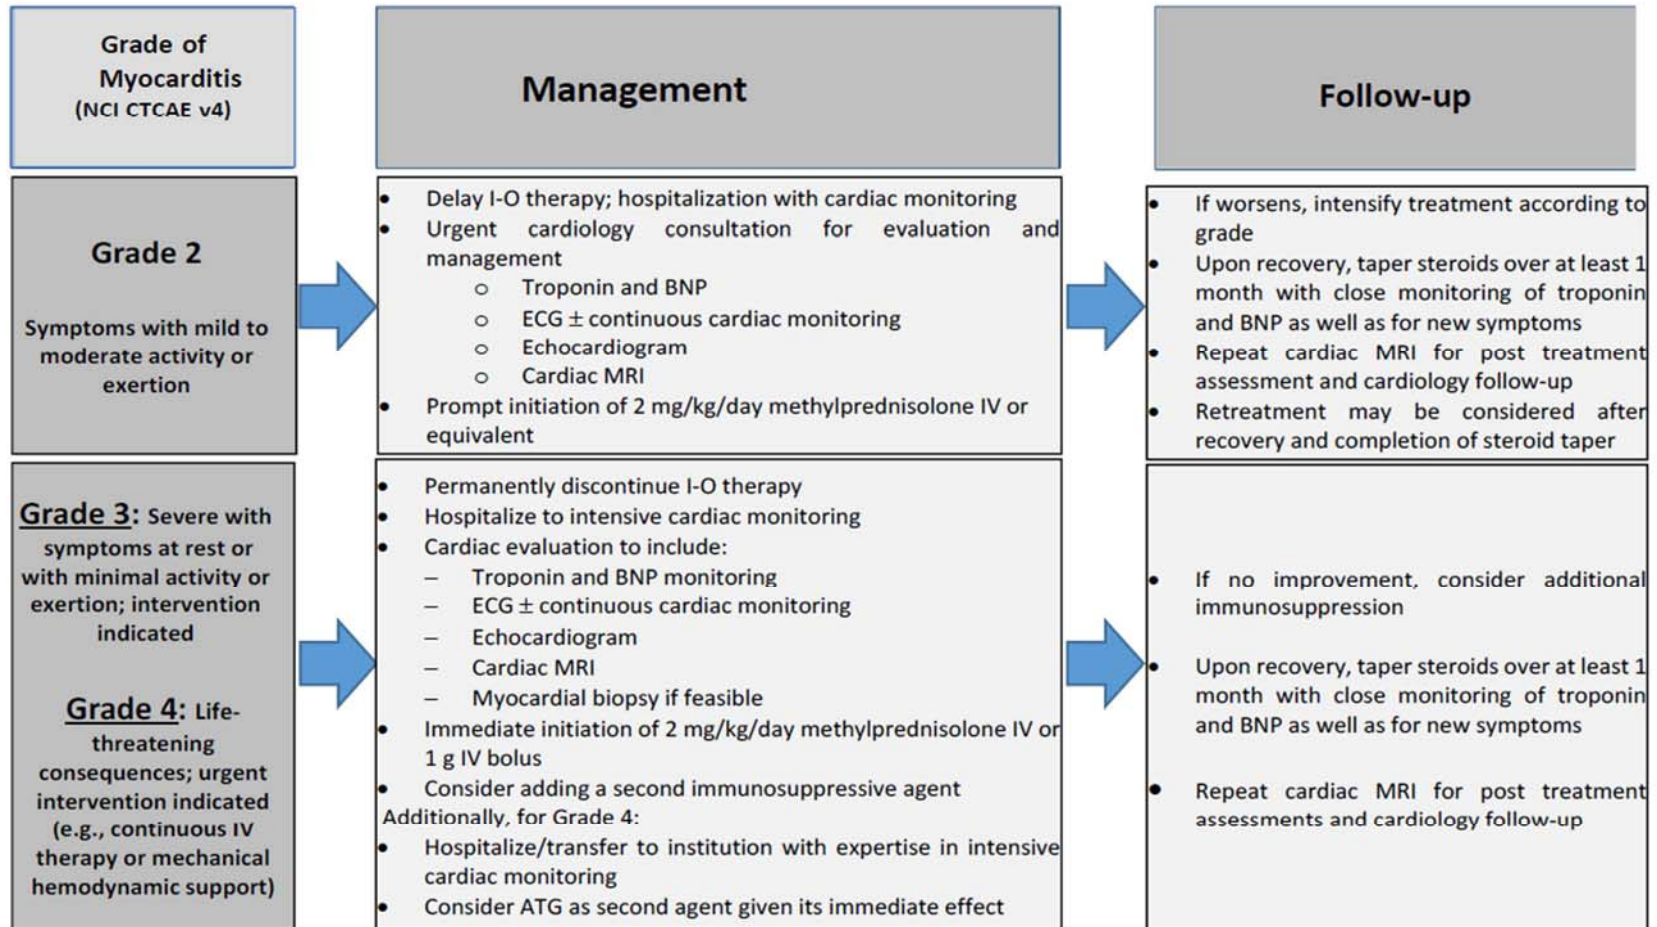 Grade of
Myocarditis
(NCI CTCAE v4)
Management
Follow-up
Grade 2
Symptoms with mild to
moderate activity or
exertion
• Delay I-O therapy; hospitalization with cardiac monitoring
• Urgent cardiology consultation for evaluation and
management
o Troponin and BNP
o ECG ± continuous cardiac monitoring
o Echocardiogram
o Cardiac MRI
• Prompt initiation of 2 mg/kg/day methylprednisolone IV or
equivalent
• If worsens, intensify treatment according to
grade
• Upon recovery, taper steroids over at least 1
month with close monitoring of troponin
and BNP as well as for new symptoms
• Repeat cardiac MRI for post treatment
assessment and cardiology follow-up
• Retreatment may be considered after
recovery and completion of steroid taper
Grade 3: Severe with
symptoms at rest or
with minimal activity or
exertion; intervention
indicated
Grade 4: Life-
threatening
consequences; urgent
intervention indicated
(e.g., continuous IV
therapy or mechanical
hemodynamic support)
• Permanently discontinue I-O therapy
• Hospitalize to intensive cardiac monitoring
• Cardiac evaluation to include:
– Troponin and BNP monitoring
– ECG ± continuous cardiac monitoring
– Echocardiogram
– Cardiac MRI
– Myocardial biopsy if feasible
• Immediate initiation of 2 mg/kg/day methylprednisolone IV or
1 g IV bolus
• Consider adding a second immunosuppressive agent
Additionally, for Grade 4:
• Hospitalize/transfer to institution with expertise in intensive
cardiac monitoring
• Consider ATG as second agent given its immediate effect
• If no improvement, consider additional
immunosuppression
• Upon recovery, taper steroids over at least 1
month with close monitoring of troponin
and BNP as well as for new symptoms
• Repeat cardiac MRI for post treatment
assessments and cardiology follow-up